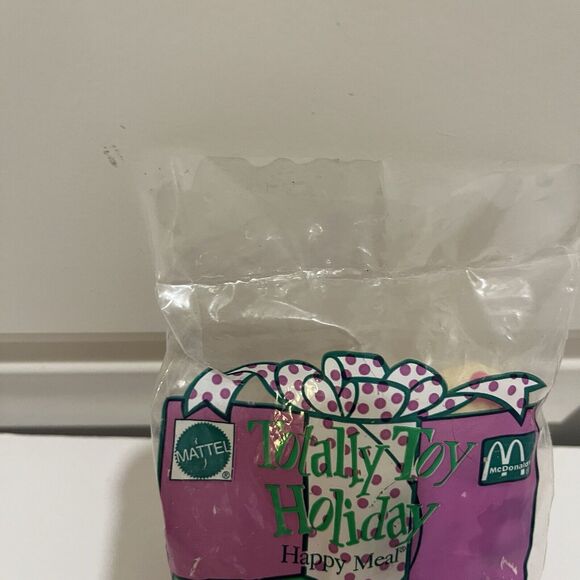 MATTEL®
Totally Toy
Holiday
Happy Meal®
McDonald's®